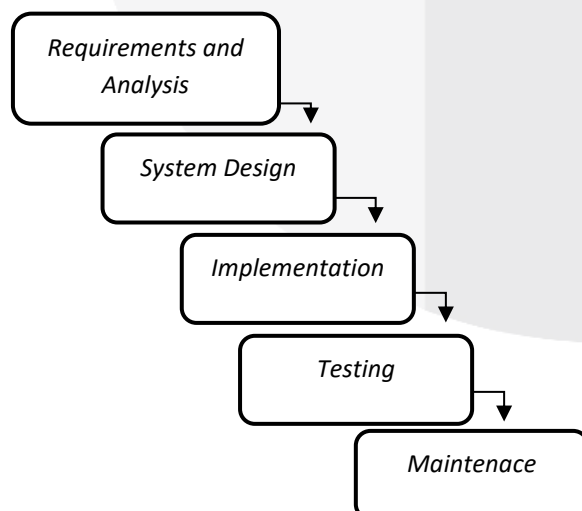 Requirements and
Analysis
System Design
Implementation
Testing
Maintenace